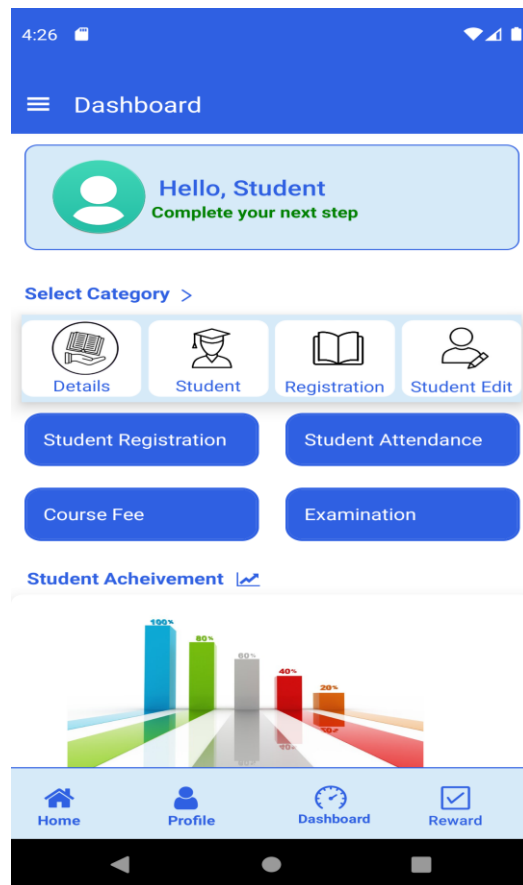 4:26
Dashboard
Hello, Student
Complete your next step
Select Category >
Details Student Registration Student Edit
Student Registration Student Attendance
Course Fee Examination
Student Acheivement
100%
80%
60%
40%
20%
Home Profile Dashboard Reward